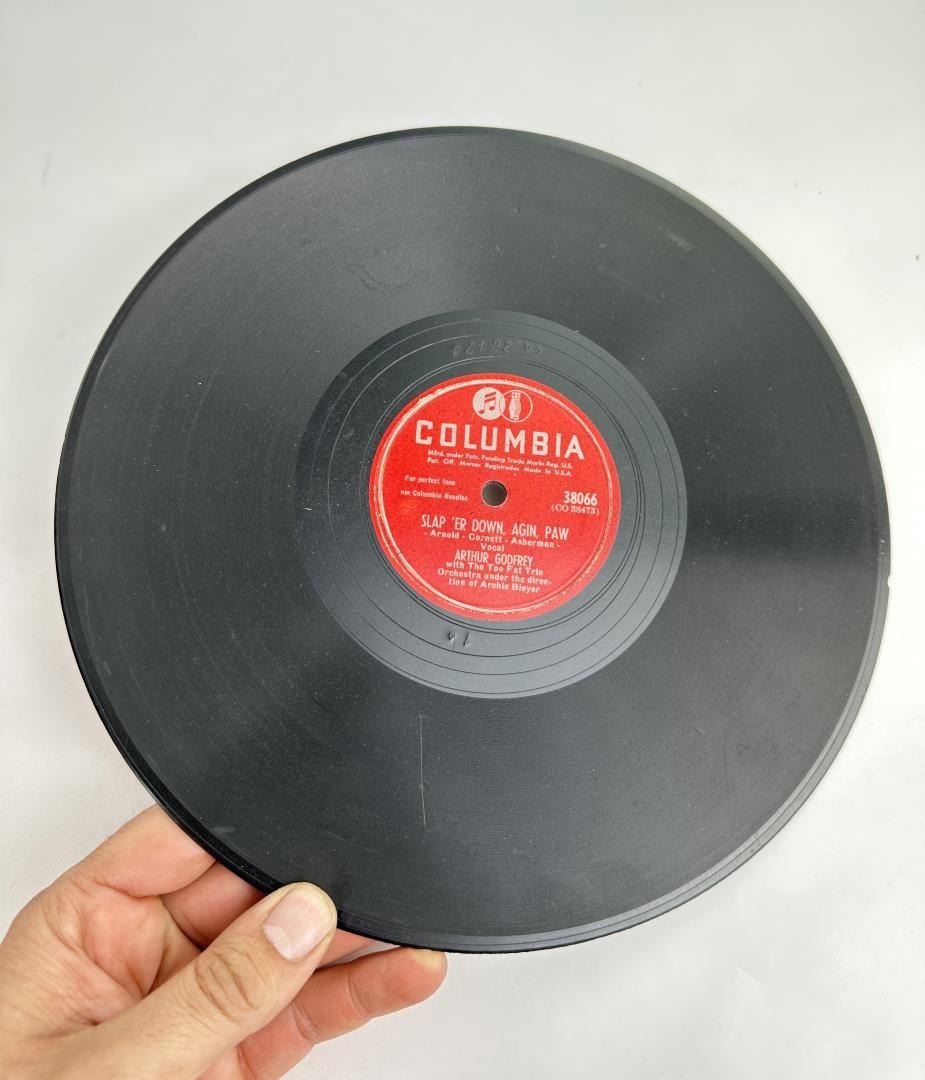 COLUMBIA
Mfrd. under Pats. Pending Trade Marks Reg. U.S.
Pat. Off. Marcas Registradas Made in U.S.A.
For perfect tone
use Columbia Needles
38066
(CO 38473)
SLAP 'ER DOWN, AGIN, PAW
- Arnold - Cornett - Asherman -
Vocal
ARTHUR GODFREY
with The Too Fat Trio
Orchestra under the direc-
tion of Archie Bleyer